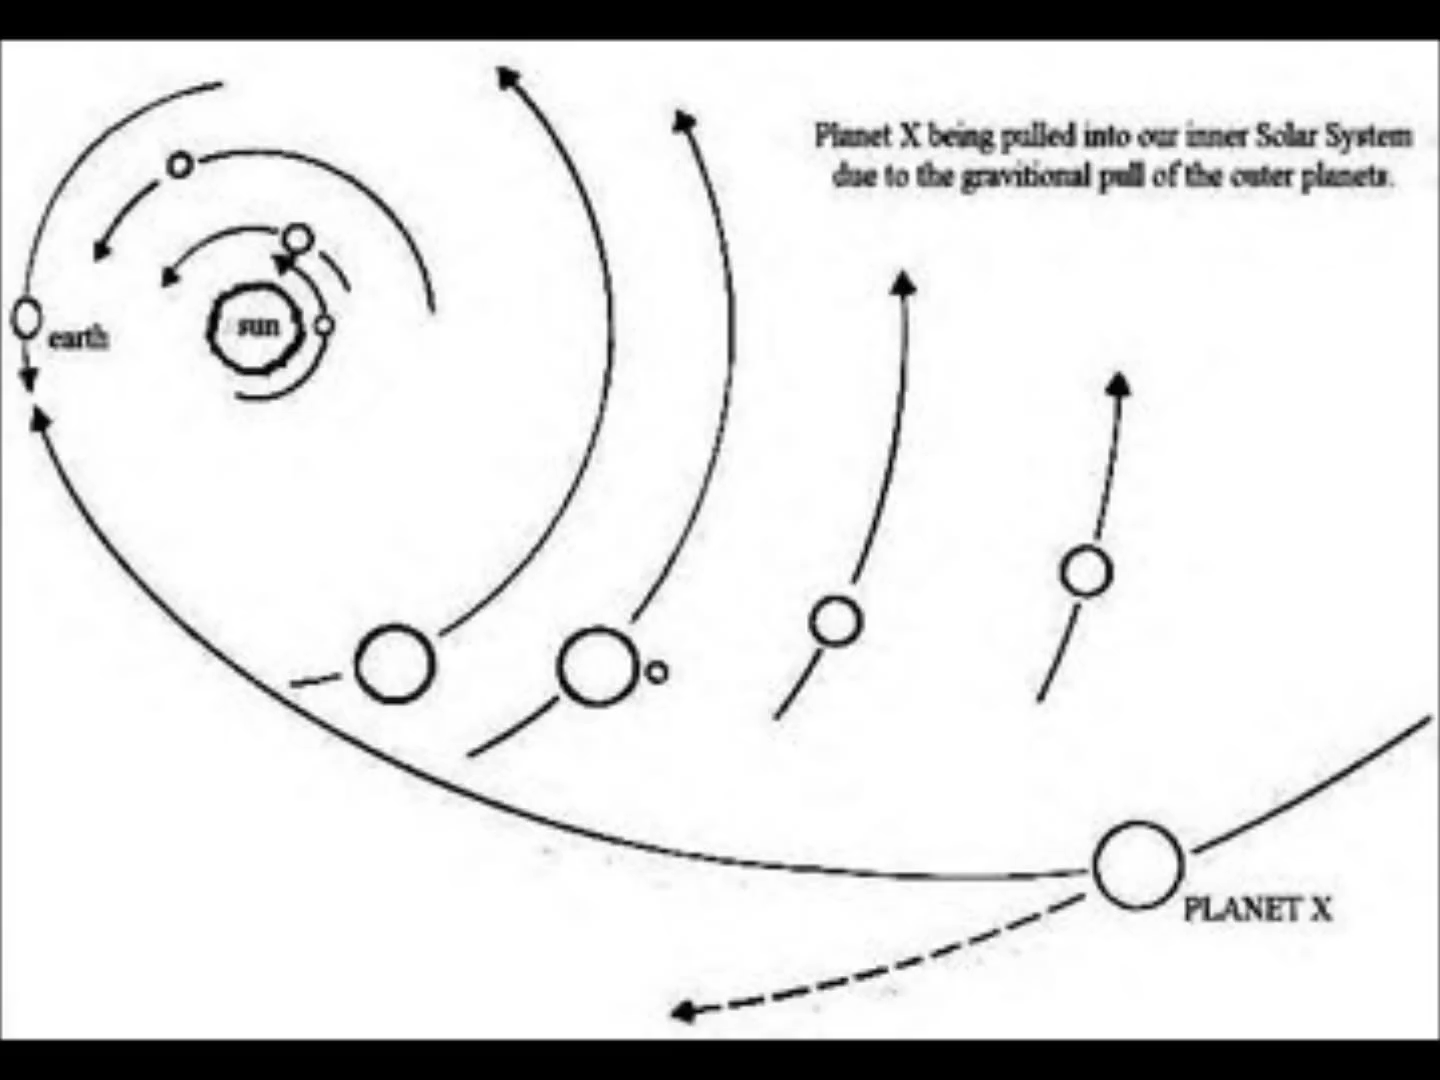 Planet X being pulled into our inner Solar System
due to the gravitional pull of the outer planets.
sun
earth
PLANET X